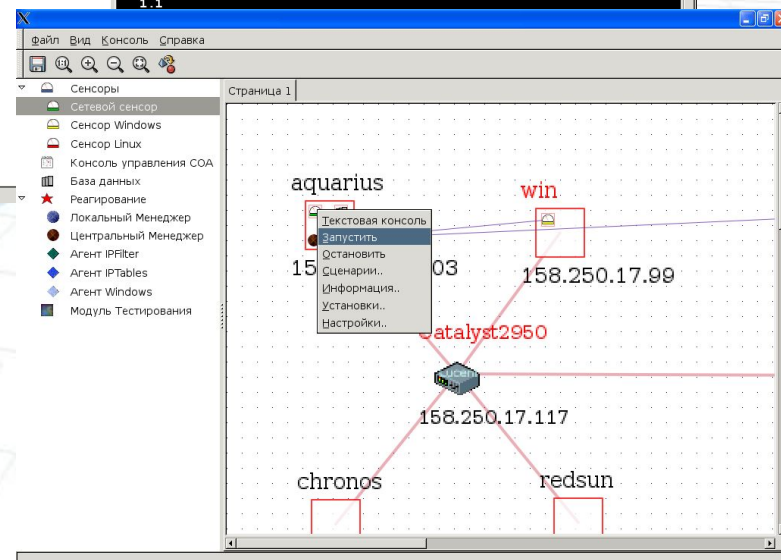 1.1
Файл Вид Консоль Справка
Сенсоры
Сетевой сенсор
Сенсор Windows
Сенсор Linux
Консоль управления СОА
База данных
Реагирование
Локальный Менеджер
Центральный Менеджер
Агент IPFilter
Агент IPTables
Агент Windows
Модуль Тестирования
Страница 1
aquarius
win
Текстовая консоль
Запустить
Остановить
Сценарии..
Информация..
Установки..
Настройки..
15
03
158.250.17.99
Catalyst2950
Lucent
158.250.17.117
chronos
redsun